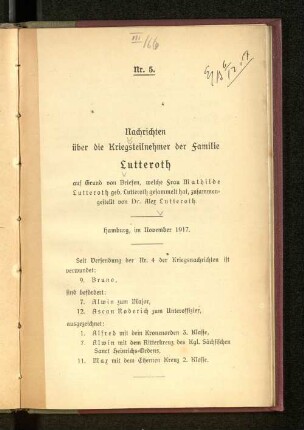 166
Nr. 5.
Nachrichten
über die Kriegsteilnehmer der Familie
Lutteroth
auf Grund von Briefen, welche Frau Mathilde
Lutteroth geb. Lutteroth gesammelt hat, zusammen-
gestellt von Dr. Alex Lutteroth.
Hamburg, im November 1917.
Seit Versendung der Nr. 4 der Kriegsnachrichten ist
verwundet:
9. Bruno,
sind befördert:
7. Alwin zum Major,
12. Ascan Roderich zum Unteroffizier,
ausgezeichnet:
1. Alfred mit dem Kronenorden 3. Klasse,
7. Alwin mit dem Ritterkreuz des Kgl. Sächsischen
Sanct Heinrichs-Ordens,
11. Max mit dem Ehernen Kreuz 2. Klasse.